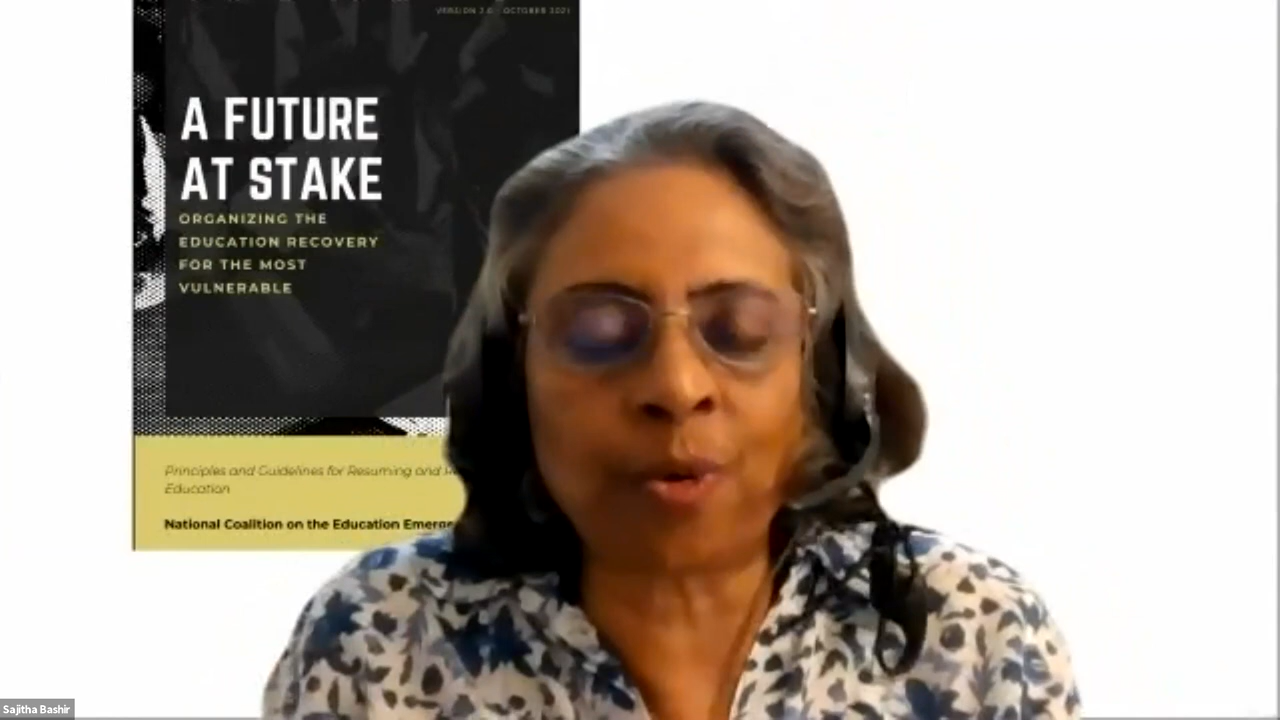 VERSION 2.0 - OCTOBER 2021
A FUTURE
AT STAKE
ORGANIZING THE
EDUCATION RECOVERY
FOR THE MOST
VULNERABLE
Principles and Guidelines for Resuming and
Education
National Coalition on the Education
Sajitha Bashir